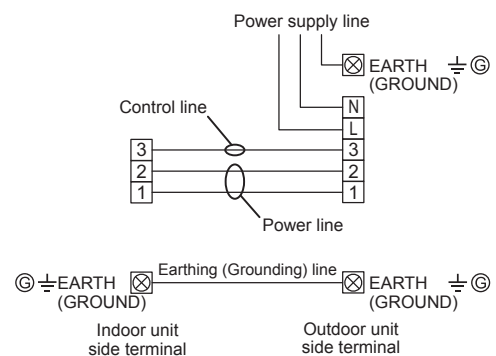 Power supply line
EARTH
(GROUND)
G
Control line
N
L
3
3
2
2
1
1
Power line
Earthing (Grounding) line
G
EARTH
(GROUND)
EARTH
(GROUND)
G
Indoor unit
side terminal
Outdoor unit
side terminal